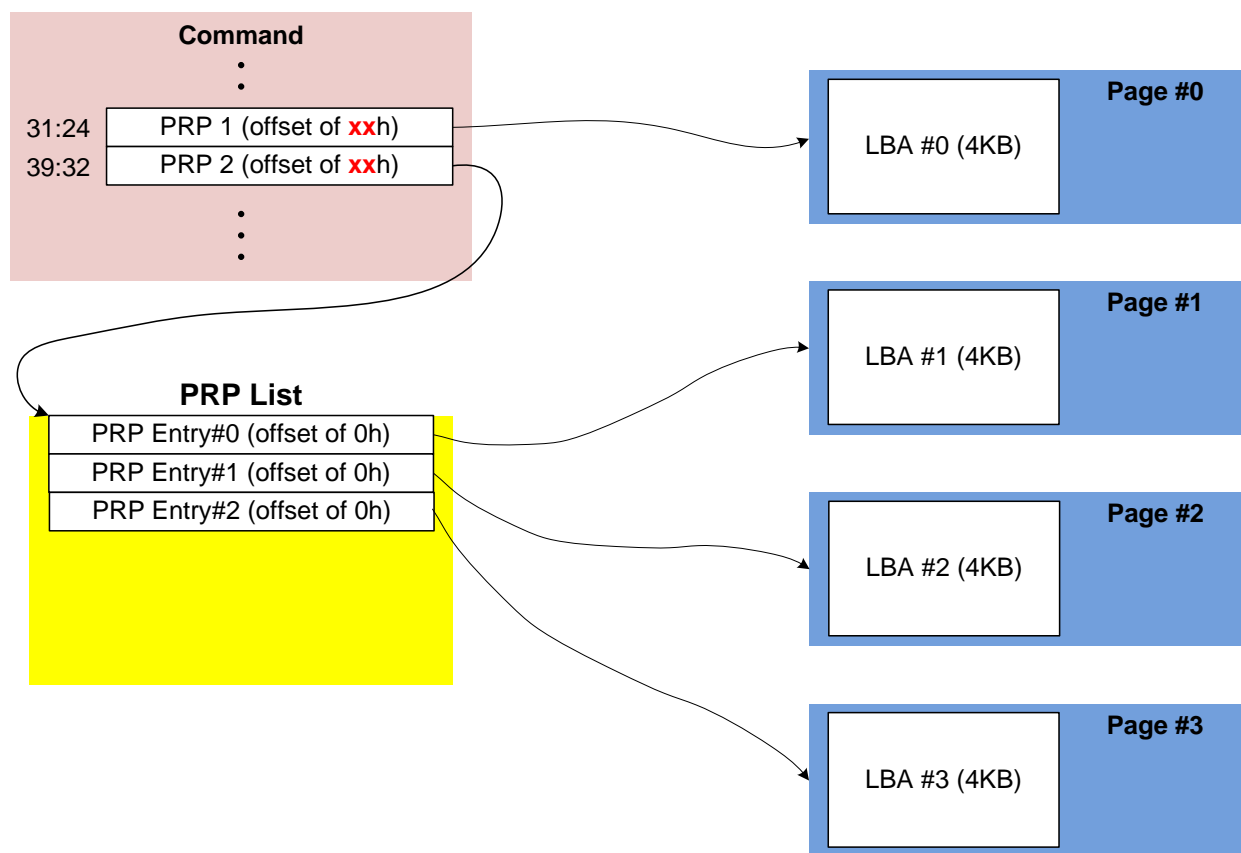 Command
31:24 PRP 1 (offset of xxh)
39:32 PRP 2 (offset of xxh)
PRP List
PRP Entry#0 (offset of 0h)
PRP Entry#1 (offset of 0h)
PRP Entry#2 (offset of 0h)
Page #0
LBA #0 (4KB)
Page #1
LBA #1 (4KB)
Page #2
LBA #2 (4KB)
Page #3
LBA #3 (4KB)